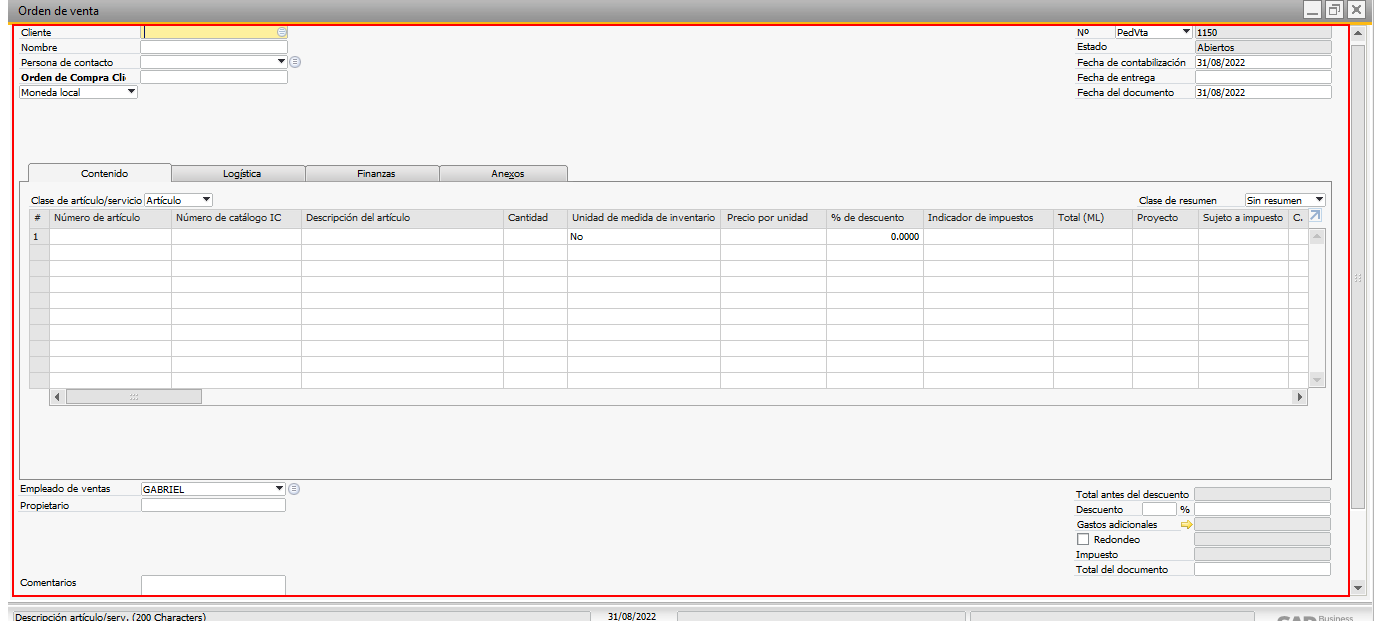 Orden de venta
Cliente
Nombre
Persona de contacto
Orden de Compra Cli
Moneda local
Nº PedVta 1150
Estado Abiertos
Fecha de contabilización 31/08/2022
Fecha de entrega
Fecha del documento 31/08/2022
Contenido Logística Finanzas Anexos
Clase de artículo/servicio Artículo Clase de resumen Sin resumen
# Número de artículo Número de catálogo IC Descripción del artículo Cantidad Unidad de medida de inventario Precio por unidad % de descuento Indicador de impuestos Total (ML) Proyecto Sujeto a impuesto C.
1 No 0.0000
Empleado de ventas GABRIEL
Propietario
Comentarios
Total antes del descuento
Descuento %
Gastos adicionales
Redondeo
Impuesto
Total del documento
Descripción artículo/serv. (200 Characters) 31/08/2022
SAP Business